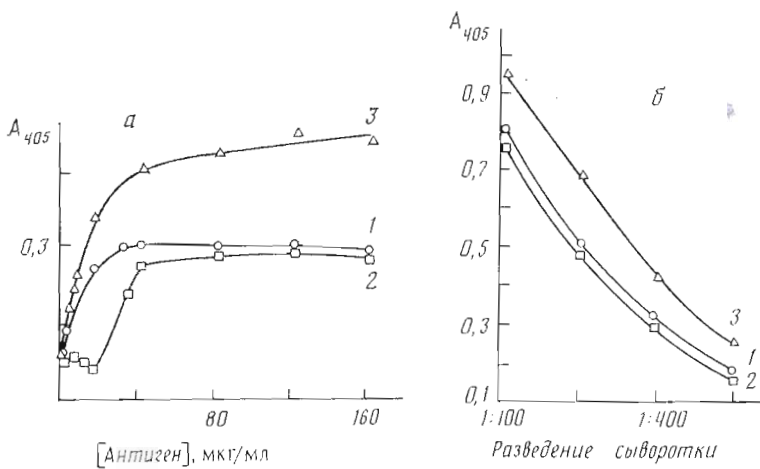 а
A405
3
0,3
1
2
80
160
[Антиген], мкг/мл
б
A405
0,9
0,7
0,5
0,3
0,1
3
1
2
1:100
1:400
Разведение сыворотки